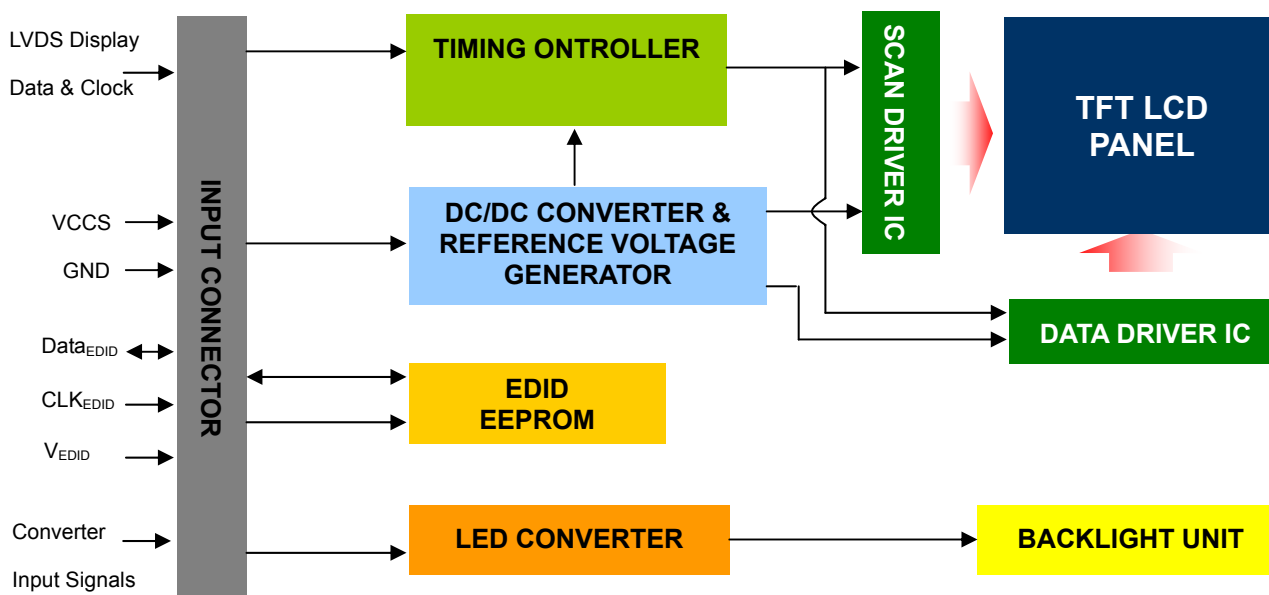 LVDS Display
Data & Clock
VCCS
GND
DataEDID
CLKEDID
VEDID
Converter
Input Signals
INPUT CONNECTOR
TIMING ONTROLLER
DC/DC CONVERTER &
REFERENCE VOLTAGE
GENERATOR
EDID
EEPROM
LED CONVERTER
SCAN DRIVER IC
TFT LCD
PANEL
DATA DRIVER IC
BACKLIGHT UNIT